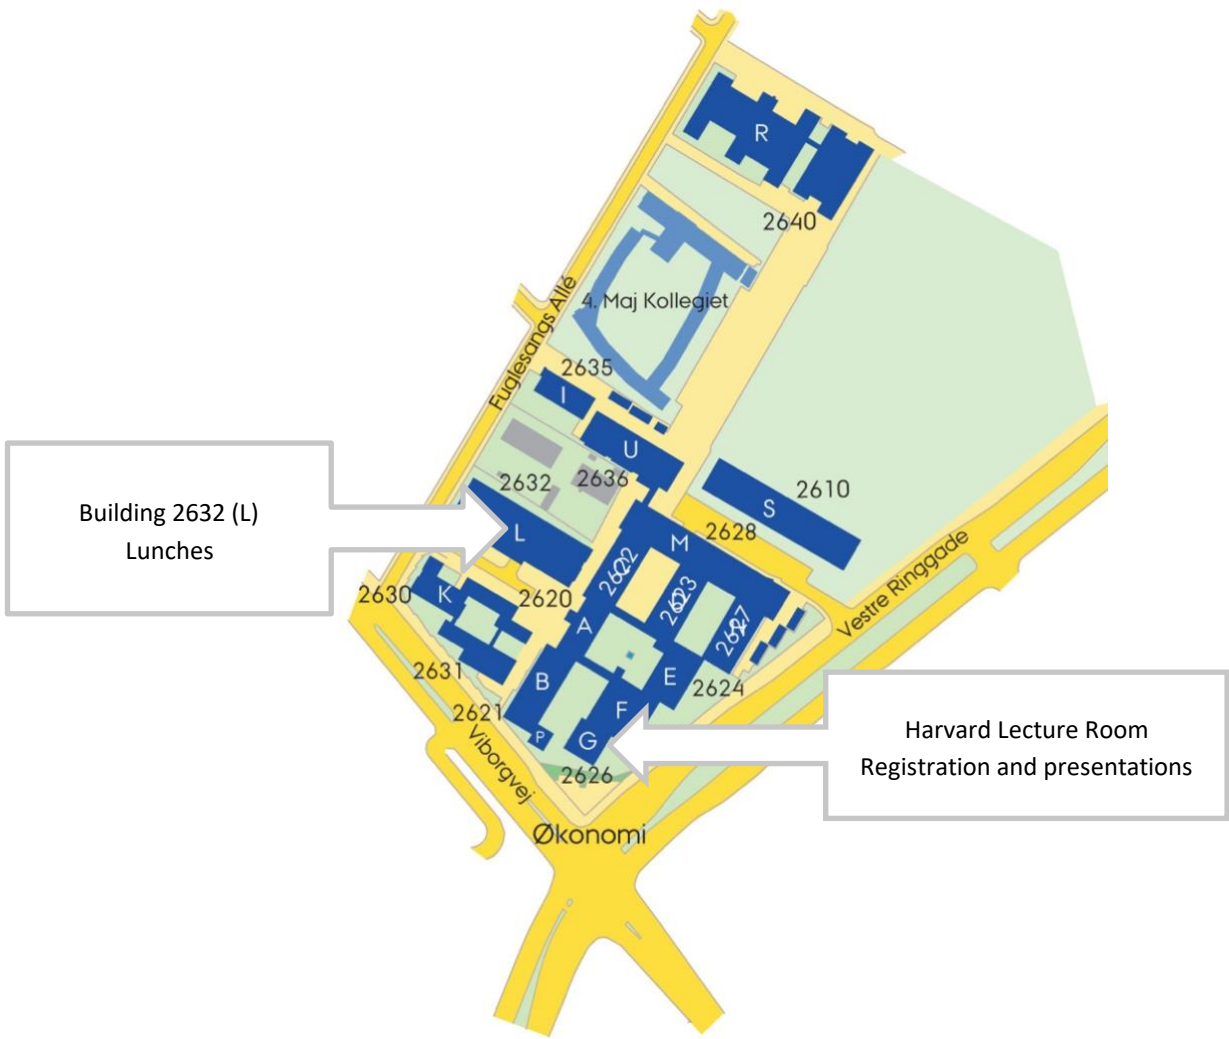 R
2640
4. Maj Kollegiet
Fuglesangs Allé
2635
I
U
2632
2636
S
2610
Building 2632 (L)
Lunches
L
M
2628
2622
C
2623
D
2627
Vestre Ringgade
2630
K
2620
A
2631
B
E
2624
2621
F
P
G
Harvard Lecture Room
Registration and presentations
Viborgvej
2626
Økonomi